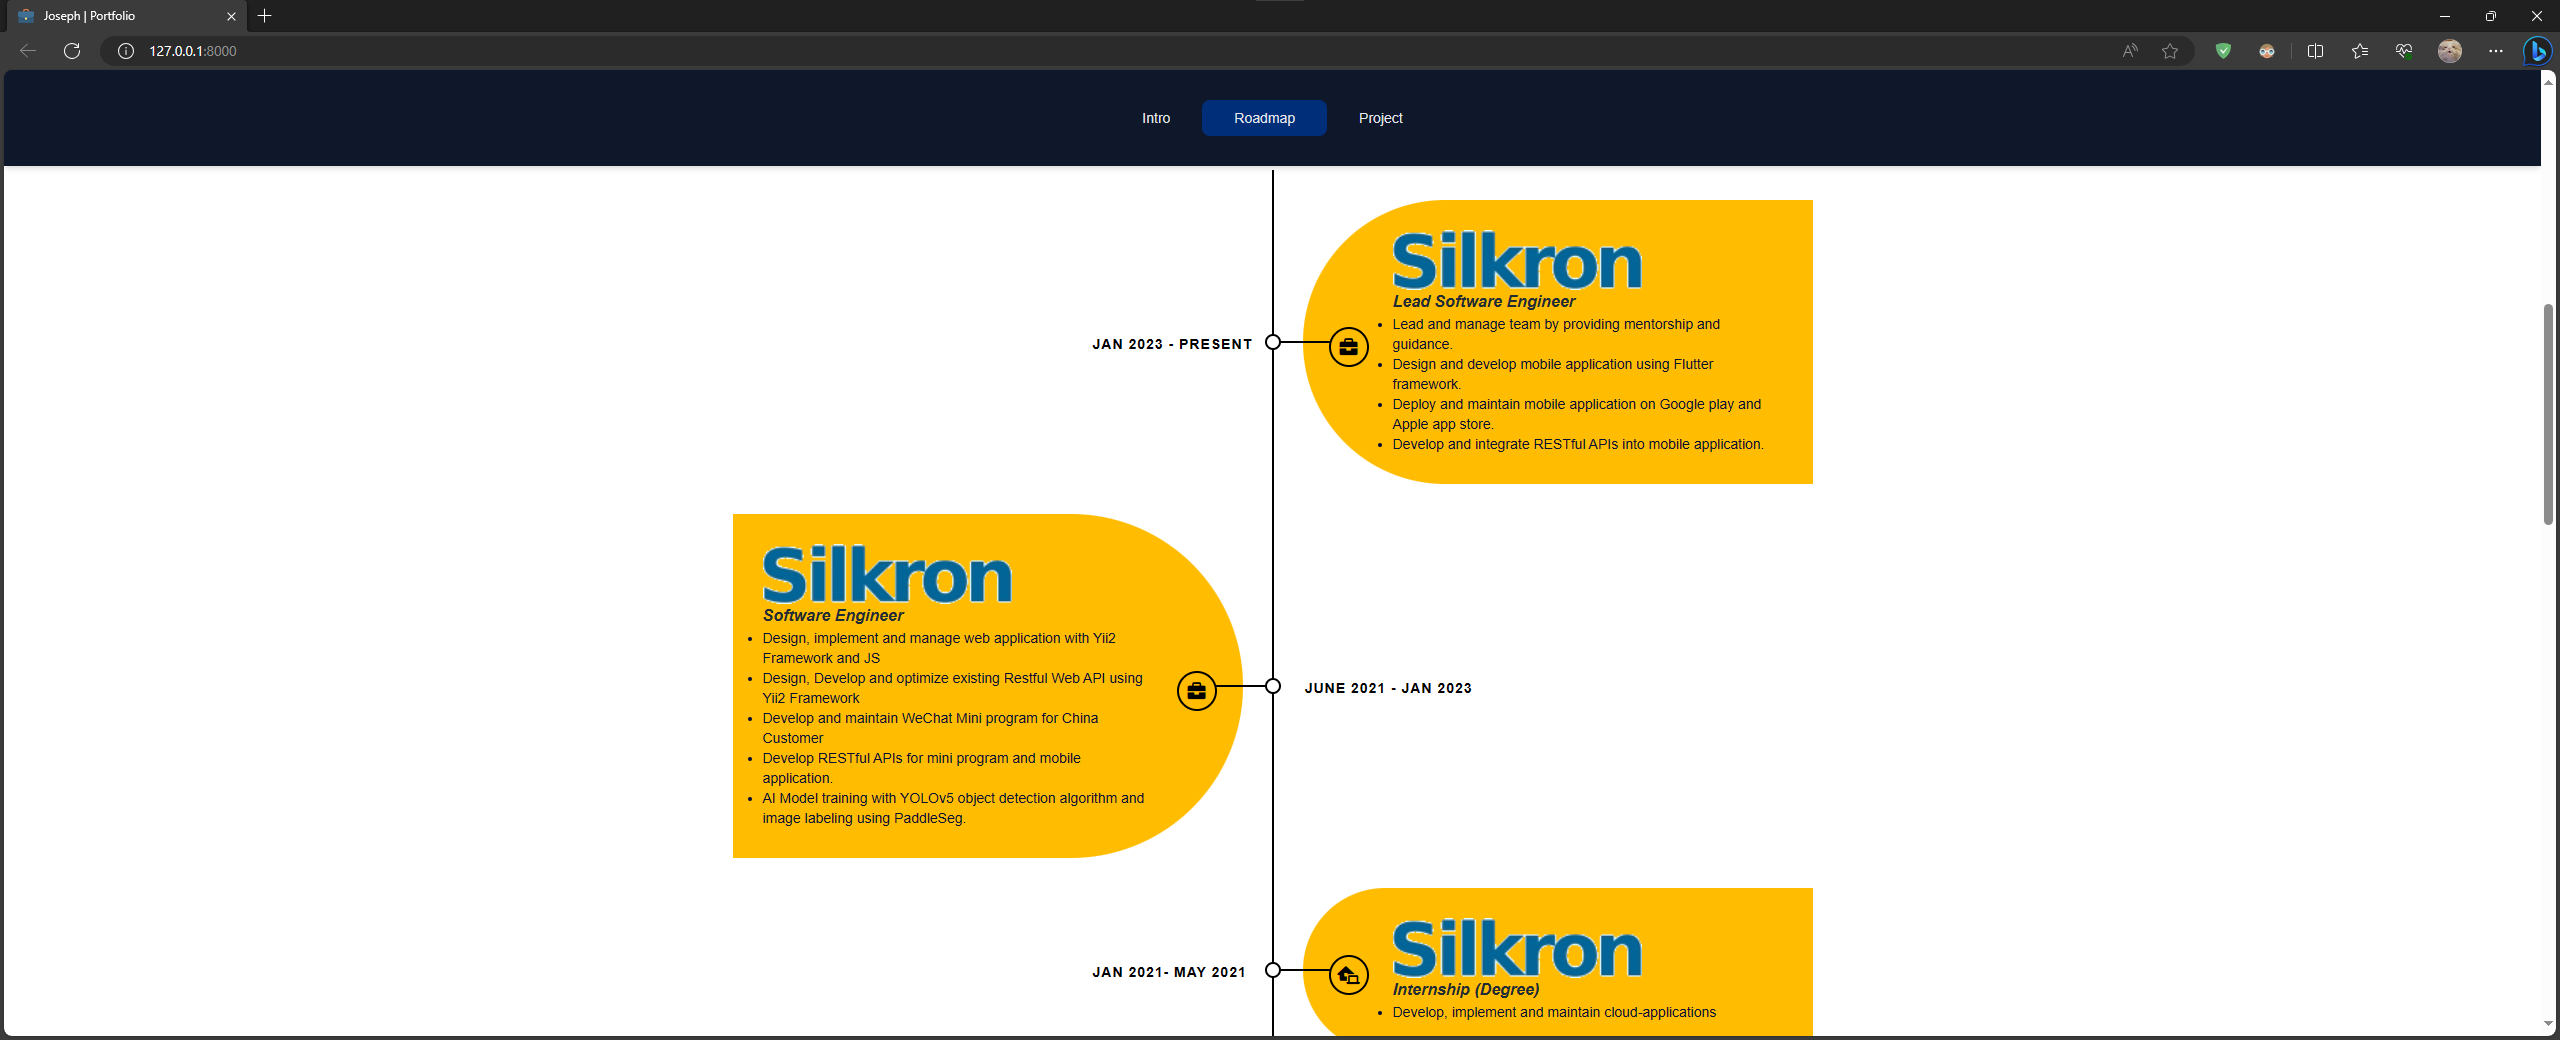 Joseph | Portfolio
127.0.0.1:8000
Intro
Roadmap
Project
Silkron
Lead Software Engineer
JAN 2023 - PRESENT
• Lead and manage team by providing mentorship and
guidance.
• Design and develop mobile application using Flutter
framework.
• Deploy and maintain mobile application on Google play and
Apple app store.
• Develop and integrate RESTful APIs into mobile application.
Silkron
Software Engineer
• Design, implement and manage web application with Yii2
Framework and JS
• Design, Develop and optimize existing Restful Web API using
Yii2 Framework
• Develop and maintain WeChat Mini program for China
Customer
• Develop RESTful APIs for mini program and mobile
application.
• AI Model training with YOLOv5 object detection algorithm and
image labeling using PaddleSeg.
JUNE 2021 - JAN 2023
JAN 2021- MAY 2021
Silkron
Internship (Degree)
• Develop, implement and maintain cloud-applications